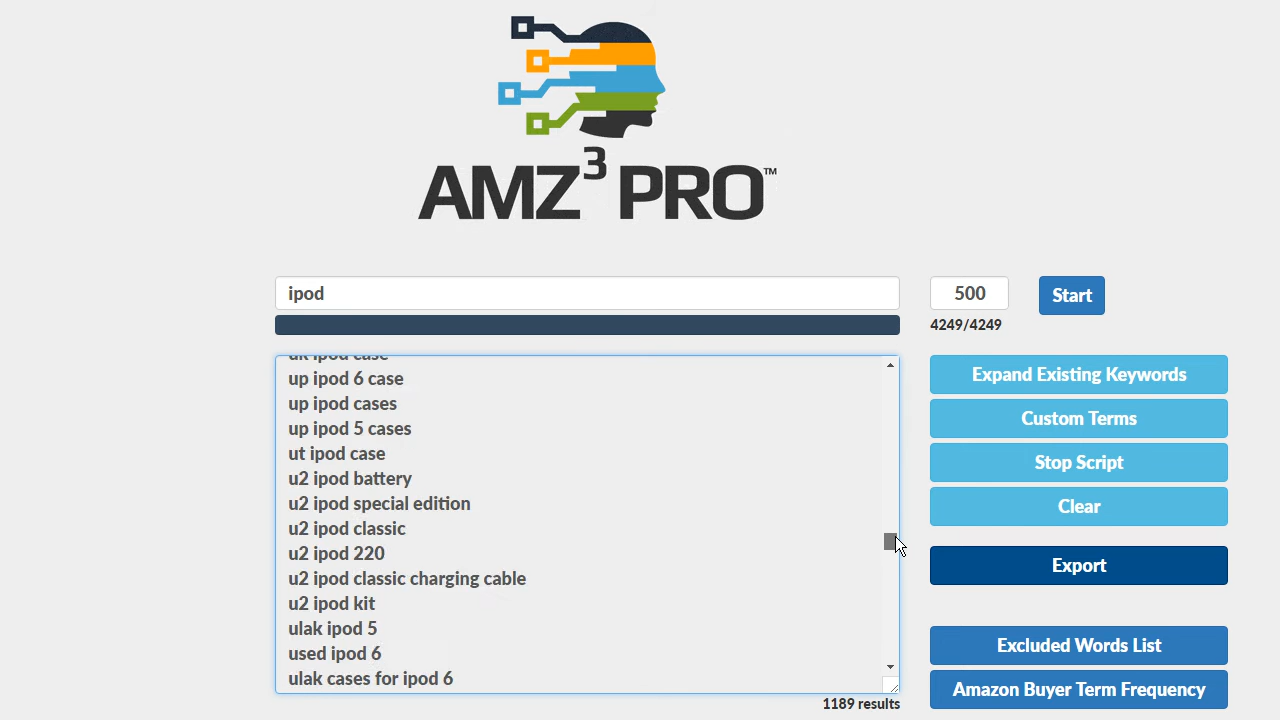 AMZ³ PRO™
ipod
500
Start
4249/4249
uk ipod case
up ipod 6 case
up ipod cases
up ipod 5 cases
ut ipod case
u2 ipod battery
u2 ipod special edition
u2 ipod classic
u2 ipod 220
u2 ipod classic charging cable
u2 ipod kit
ulak ipod 5
used ipod 6
ulak cases for ipod 6
1189 results
Expand Existing Keywords
Custom Terms
Stop Script
Clear
Export
Excluded Words List
Amazon Buyer Term Frequency